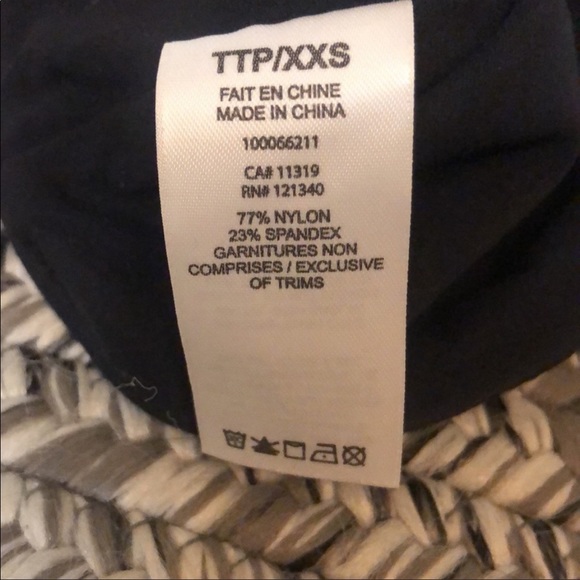 TTP/XXS
FAIT EN CHINE
MADE IN CHINA
100066211
CA# 11319
RN# 121340
77% NYLON
23% SPANDEX
GARNITURES NON
COMPRISES / EXCLUSIVE
OF TRIMS